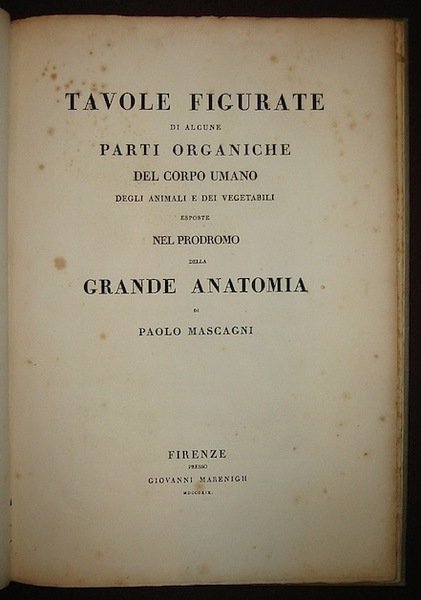 TAVOLE FIGURATE
DI ALCUNE
PARTI ORGANICHE
DEL CORPO UMANO
DEGLI ANIMALI E DEI VEGETABILI
ESPOSTE
NEL PRODROMO
DELLA
GRANDE ANATOMIA
DI
PAOLO MASCAGNI
FIRENZE
PRESSO
GIOVANNI MARENIGH
MDCCCXIX.